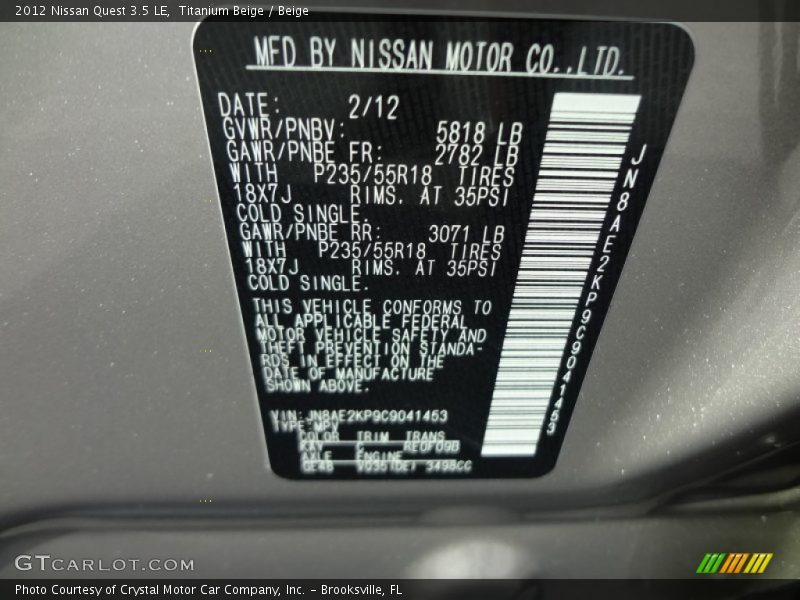 2012 Nissan Quest 3.5 LE, Titanium Beige / Beige
MFD BY NISSAN MOTOR CO.,LTD.
DATE: 2/12
GVWR/PNBV: 5818 LB
GAWR/PNBE FR: 2782 LB
WITH P235/55R18 TIRES
18X7J RIMS. AT 35PSI
COLD SINGLE.
GAWR/PNBE RR: 3071 LB
WITH P235/55R18 TIRES
18X7J RIMS. AT 35PSI
COLD SINGLE.
THIS VEHICLE CONFORMS TO
ALL APPLICABLE FEDERAL
MOTOR VEHICLE SAFETY AND
THEFT PREVENTION STANDA-
RDS IN EFFECT ON THE
DATE OF MANUFACTURE
SHOWN ABOVE.
VIN:JN8AE2KP9C9041453
TYPE:MPV
COLOR TRIM TRANS
KAV C RE0F09B
AXLE ENGINE
3498CC
JN8AE2KP9C9041453
GTCARLOT.COM
Photo Courtesy of Crystal Motor Car Company, Inc. – Brooksville, FL